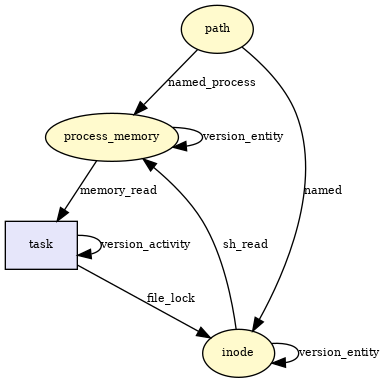 path
named_process
process_memory
version_entity
memory_read
named
task
version_activity
sh_read
file_lock
inode
version_entity